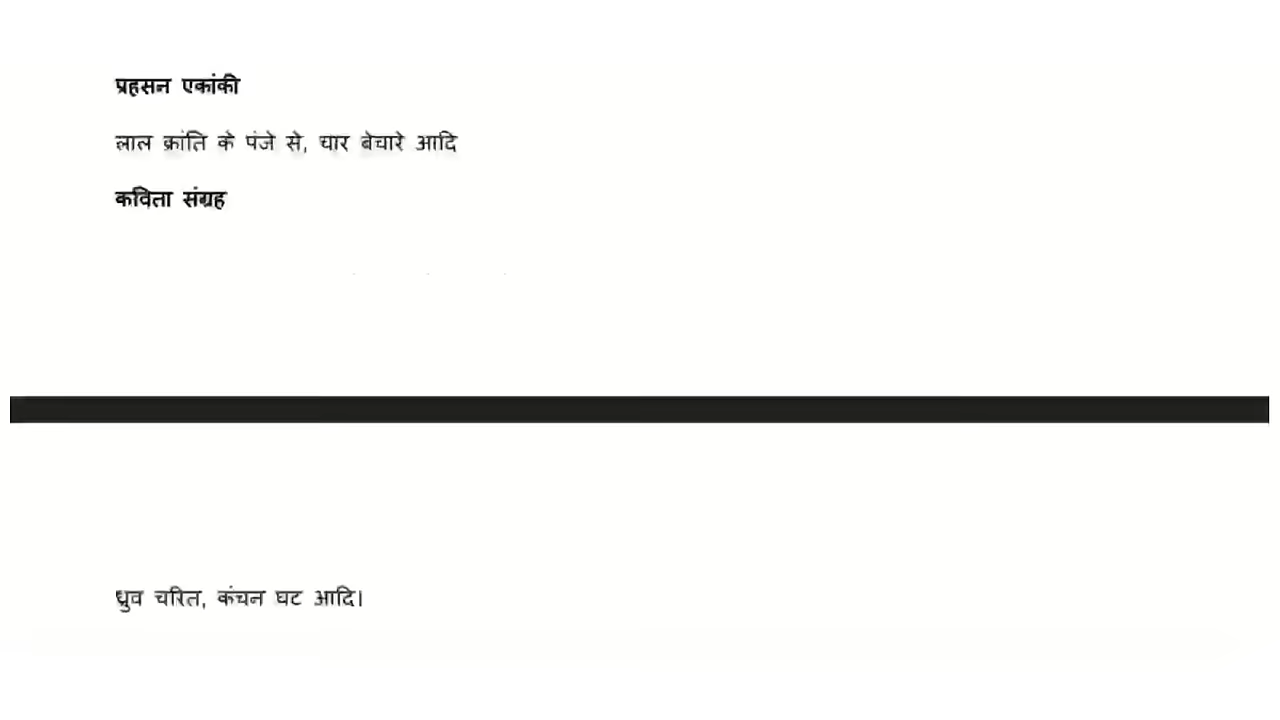 प्रहसन एकांकी
लाल क्रांति के पंजे से, चार बेचारे आदि
कविता संग्रह
ध्रुव चरित, कंचन घट आदि।